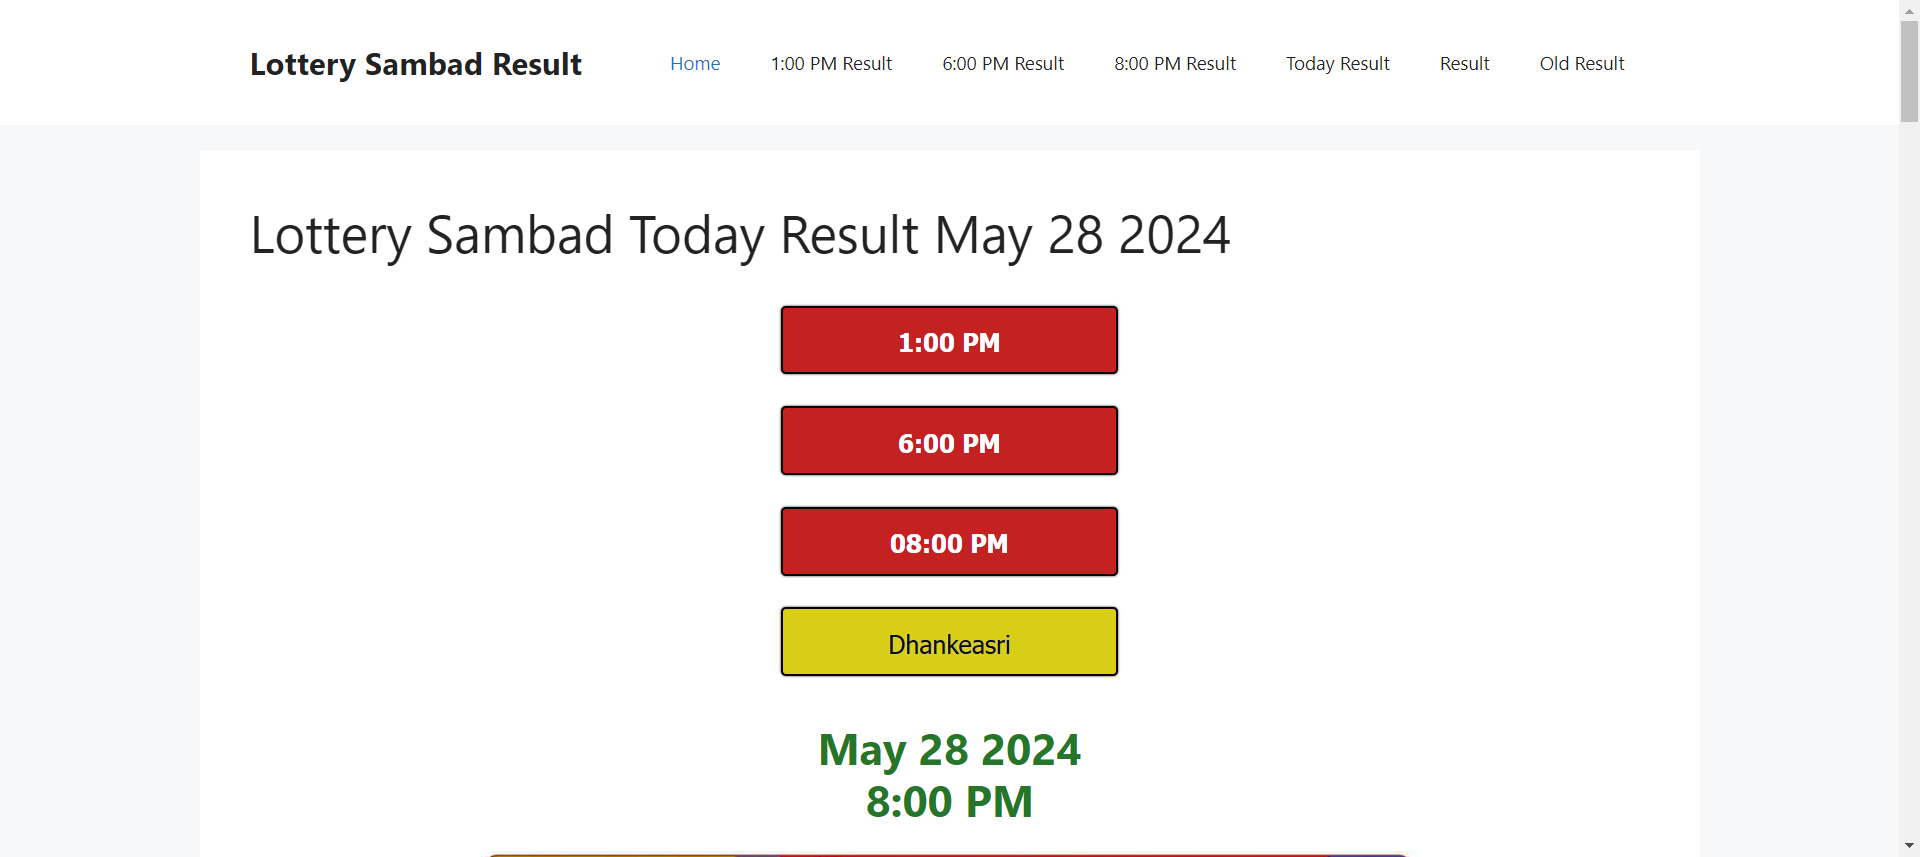 Lottery Sambad Result
Home
1:00 PM Result
6:00 PM Result
8:00 PM Result
Today Result
Result
Old Result
Lottery Sambad Today Result May 28 2024
1:00 PM
6:00 PM
08:00 PM
Dhankeasri
May 28 2024
8:00 PM